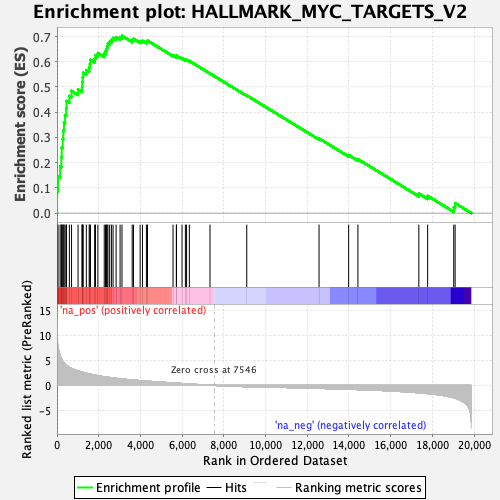 Enrichment plot: HALLMARK_MYC_TARGETS_V2
Enrichment score (ES)
0.7
0.6
0.5
0.4
0.3
0.2
0.1
0.0
'na_pos' (positively correlated)
Ranked list metric (PreRanked)
15
10
5
0
-5
Zero cross at 7546
'na_neg' (negatively correlated)
0 2,000 4,000 6,000 8,000 10,000 12,000 14,000 16,000 18,000 20,000
Rank in Ordered Dataset
Enrichment profile Hits Ranking metric scores